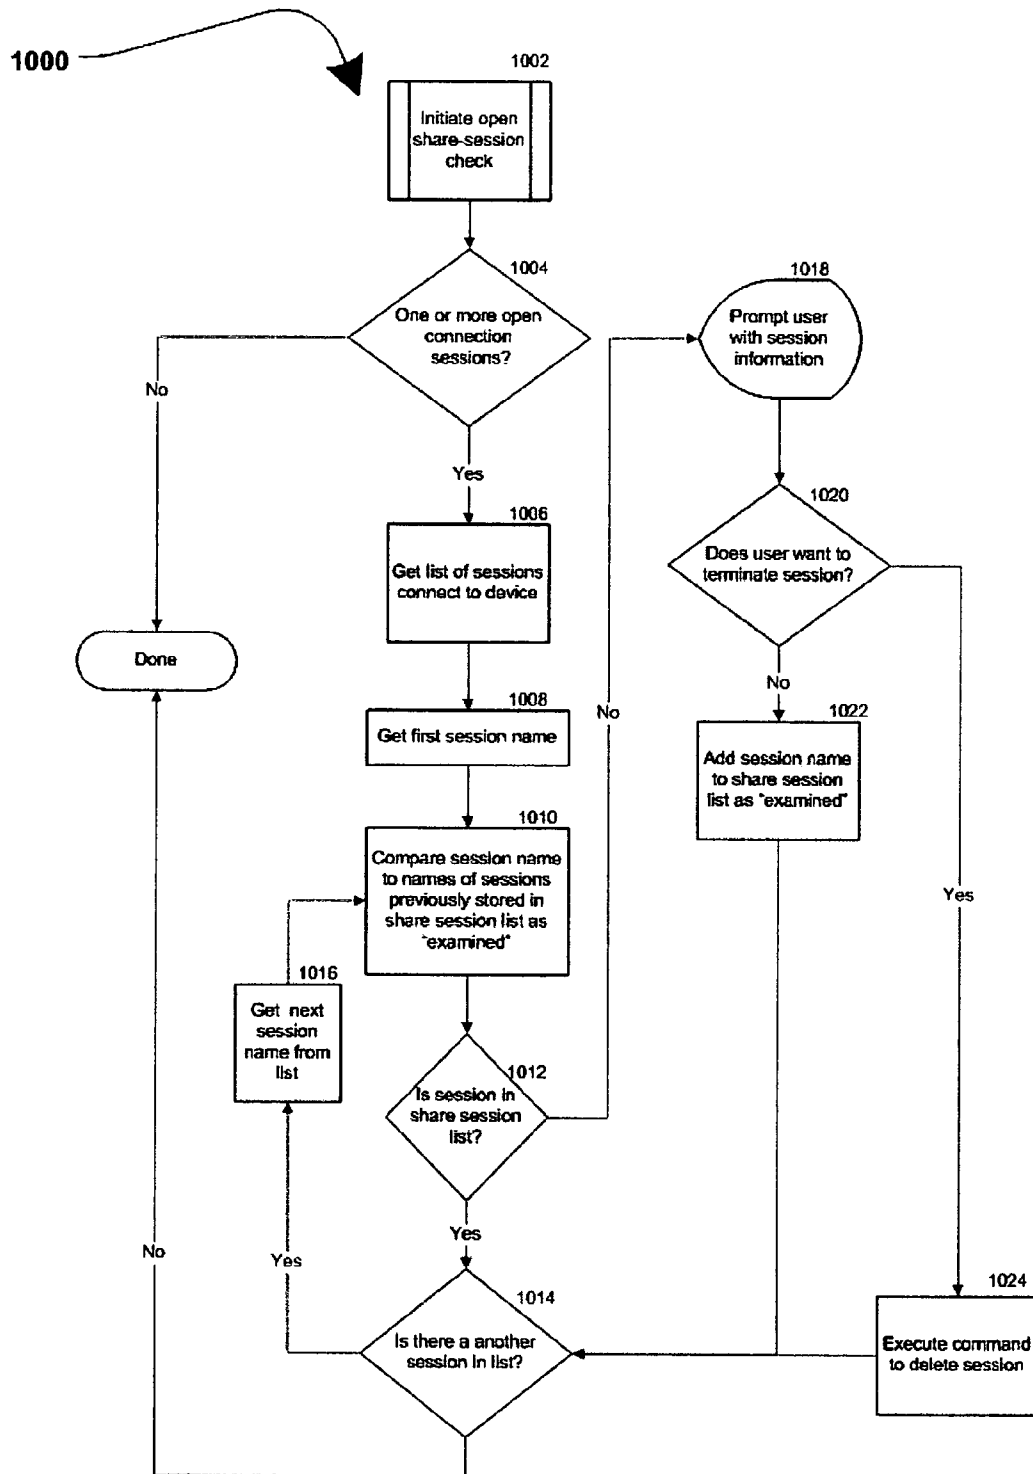 1000
1002
Initiate open
share-session
check
1004
One or more open
connection
sessions?
No
Yes
1006
Get list of sessions
connect to device
Done
1008
Get first session name
1010
Compare session name
to names of sessions
previously stored in
share session list as
"examined"
1016
Get next
session
name from
list
1012
Is session in
share session
list?
No
Yes
1014
Is there a another
session in list?
Yes
No
1018
Prompt user
with session
information
1020
Does user want to
terminate session?
No
1022
Add session name
to share session
list as "examined"
Yes
1024
Execute command
to delete session